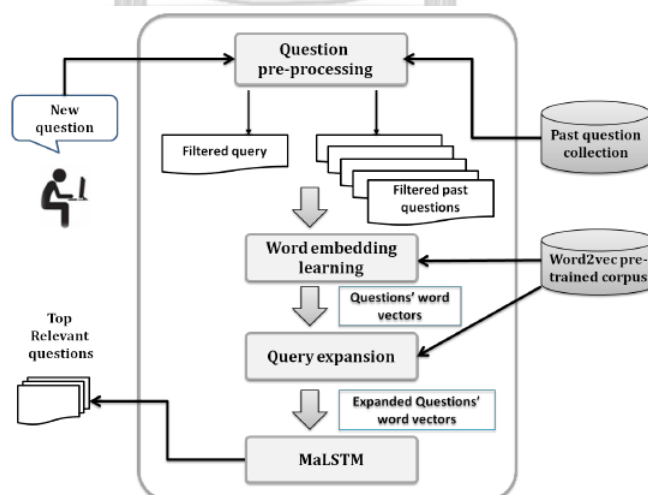 Question
pre-processing
New
question
Past question
collection
Filtered query
Filtered past
questions
Word embedding
learning
Word2vec pre-
trained corpus
Questions' word
vectors
Top
Relevant
questions
Query expansion
Expanded Questions'
word vectors
MaLSTM